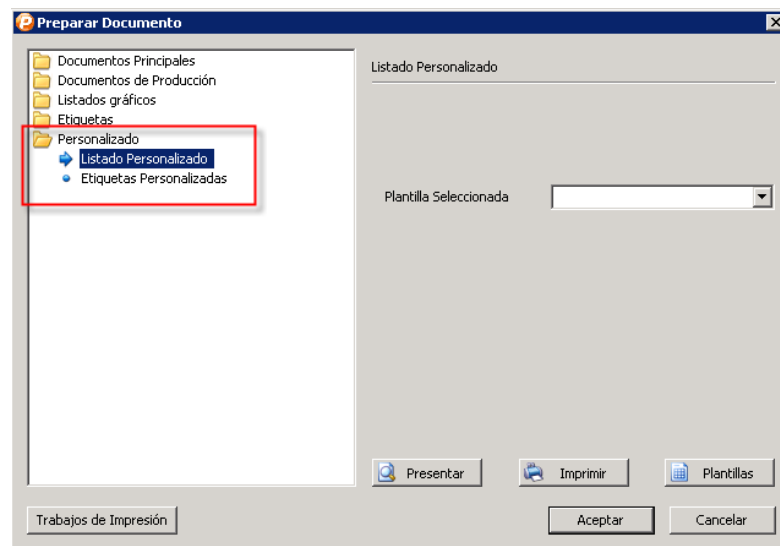 Preparar Documento
Documentos Principales
Documentos de Producción
Listados gráficos
Etiquetas
Personalizado
Listado Personalizado
Etiquetas Personalizadas
Listado Personalizado
Plantilla Seleccionada
Presentar
Imprimir
Plantillas
Trabajos de Impresión
Aceptar
Cancelar